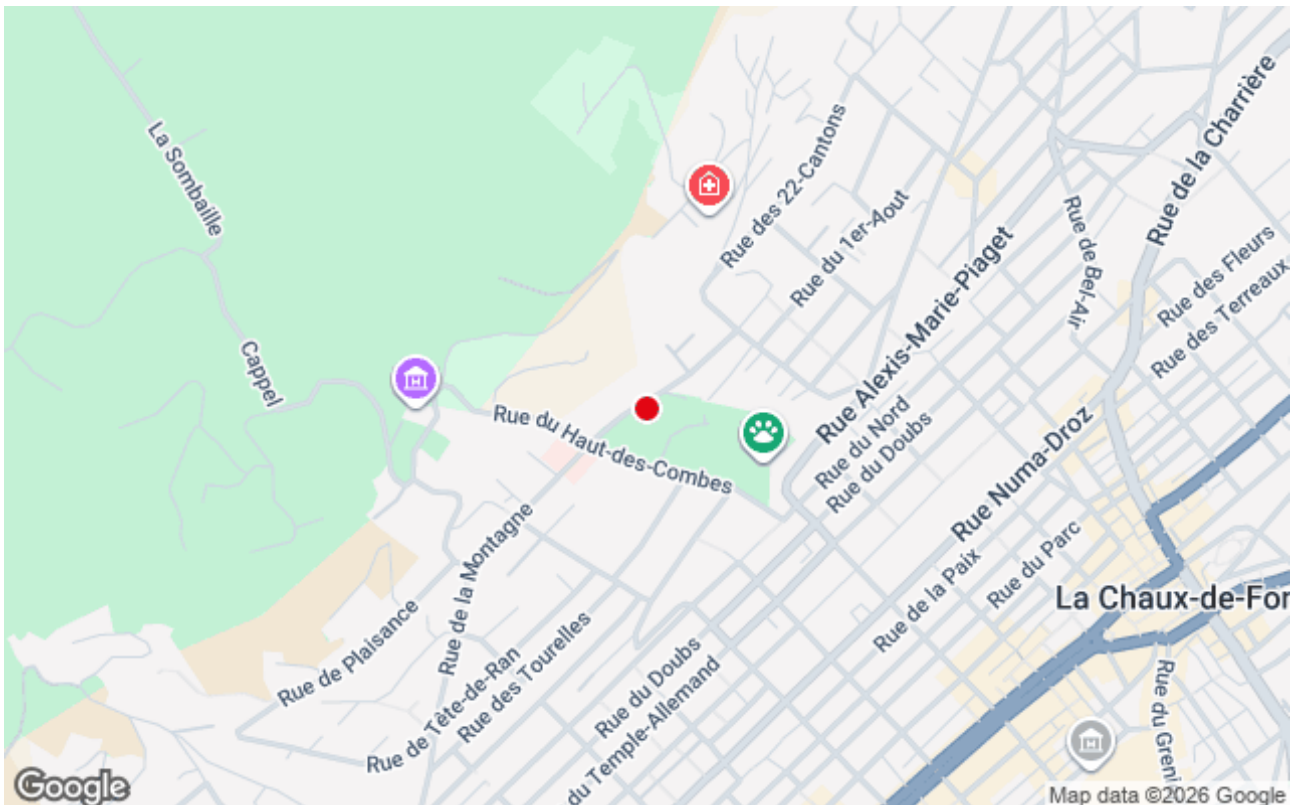 La Sombaille
Rue de la Charrière
Rue des 22-Cantons
Rue du 1er-Aout
Rue de Bel-Air
Rue des Fleurs
Rue des Terreaux
Rue Alexis-Marie-Piaget
Cappel
Rue du Haut-des-Combes
Rue du Nord
Rue du Doubs
Rue Numa-Droz
Rue du Parc
Rue de la Paix
La Chaux-de-For
Rue de la Montagne
Rue de Plaisance
Rue de Tête-de-Ran
Rue des Tourelles
Rue du Doubs
du Temple-Allemand
Rue du Greni
Google
Map data ©2026 Google